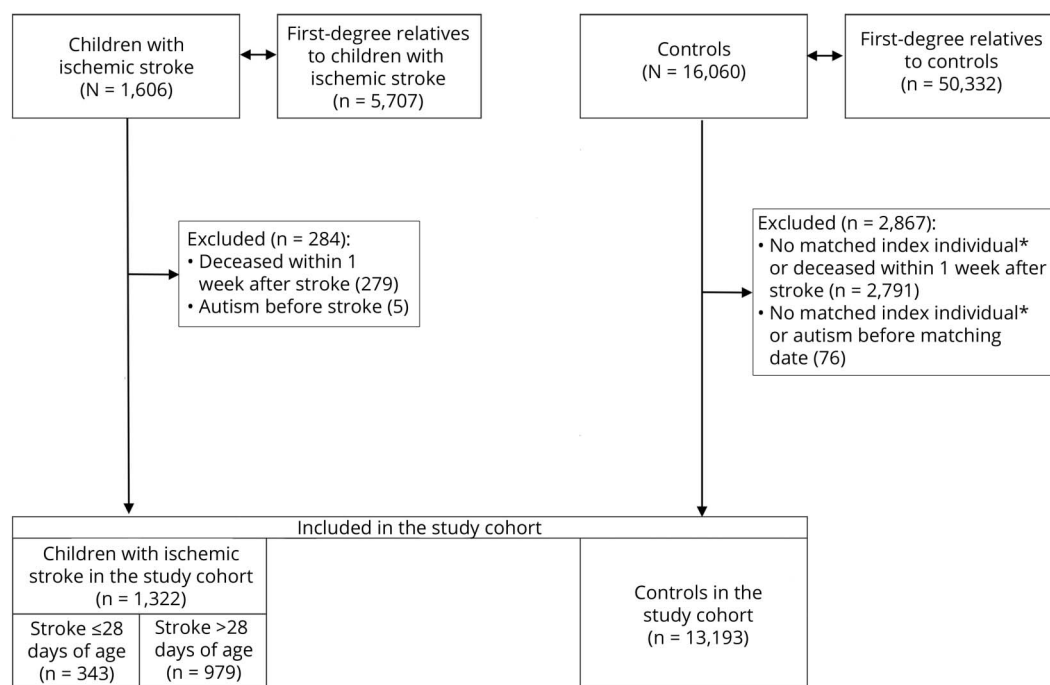 Children with
ischemic stroke
(N = 1,606)
First-degree relatives
to children with
ischemic stroke
(n = 5,707)
Controls
(N = 16,060)
First-degree relatives
to controls
(n = 50,332)
Excluded (n = 284):
• Deceased within 1
week after stroke (279)
• Autism before stroke (5)
Excluded (n = 2,867):
• No matched index individual*
or deceased within 1 week after
stroke (n = 2,791)
• No matched index individual*
or autism before matching
date (76)
Included in the study cohort
Children with ischemic
stroke in the study cohort
(n = 1,322)
Stroke ≤28
days of age
(n = 343)
Stroke >28
days of age
(n = 979)
Controls in the
study cohort
(n = 13,193)